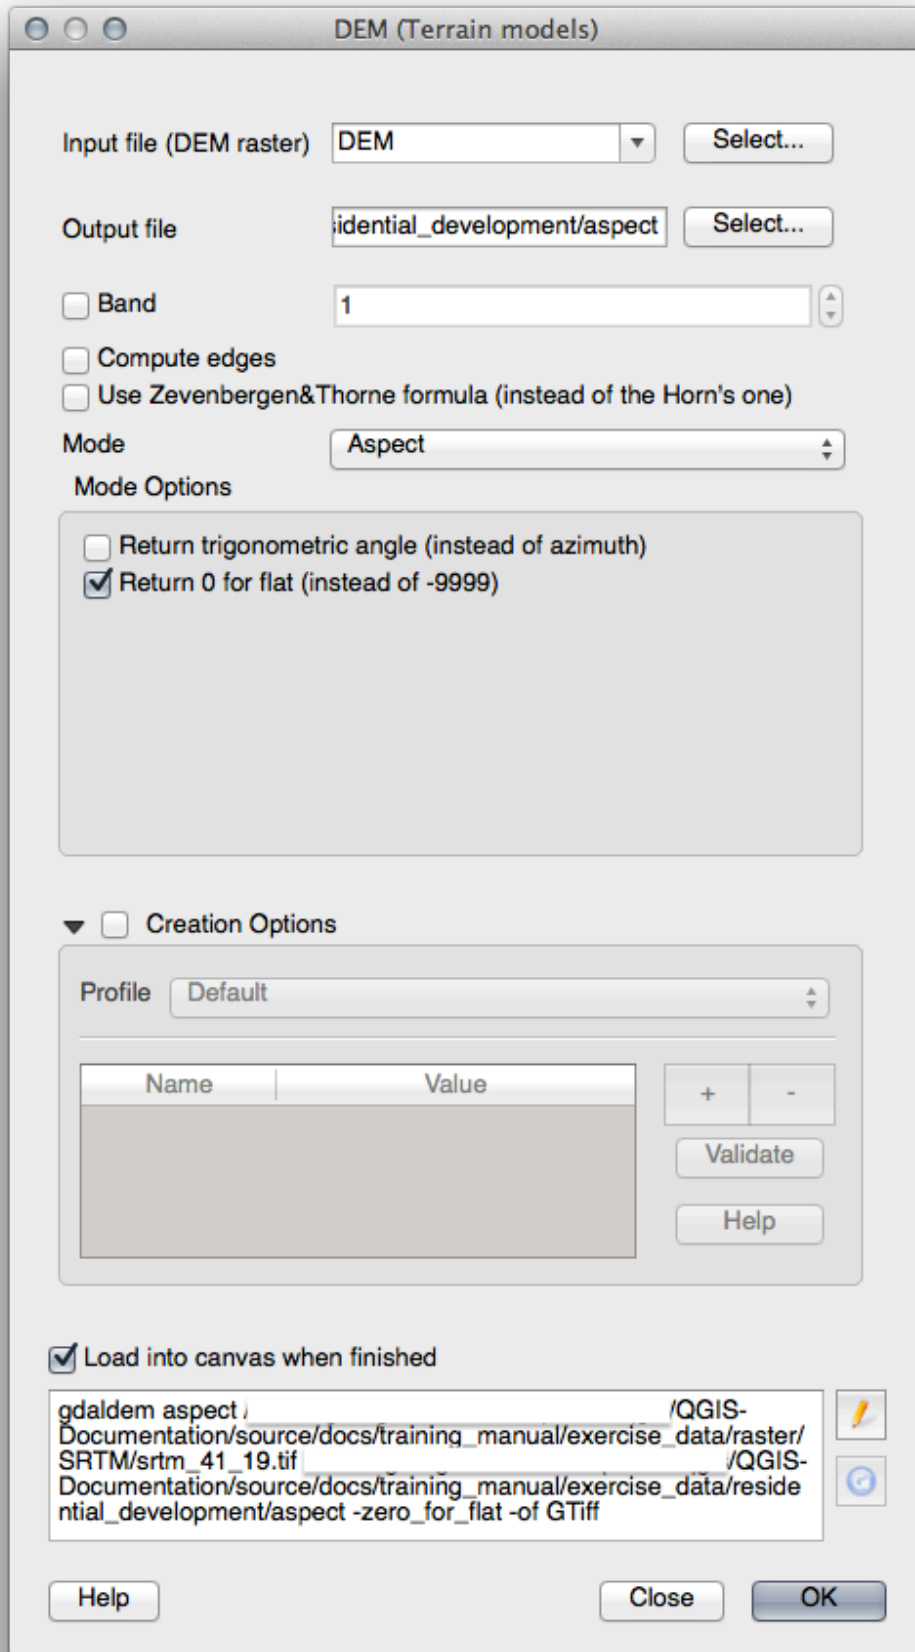 DEM (Terrain models)
Input file (DEM raster) DEM Select...
Output file sidential_development/aspect Select...
Band 1
Compute edges
Use Zevenbergen&Thorne formula (instead of the Horn's one)
Mode Aspect
Mode Options
Return trigonometric angle (instead of azimuth)
Return 0 for flat (instead of -9999)
Creation Options
Profile Default
Name Value + -
Validate
Help
Load into canvas when finished
gdaldem aspect /QGIS-
Documentation/source/docs/training_manual/exercise_data/raster/
SRTM/srtm_41_19.tif /QGIS-
Documentation/source/docs/training_manual/exercise_data/reside
ntial_development/aspect -zero_for_flat -of GTiff
Help Close OK